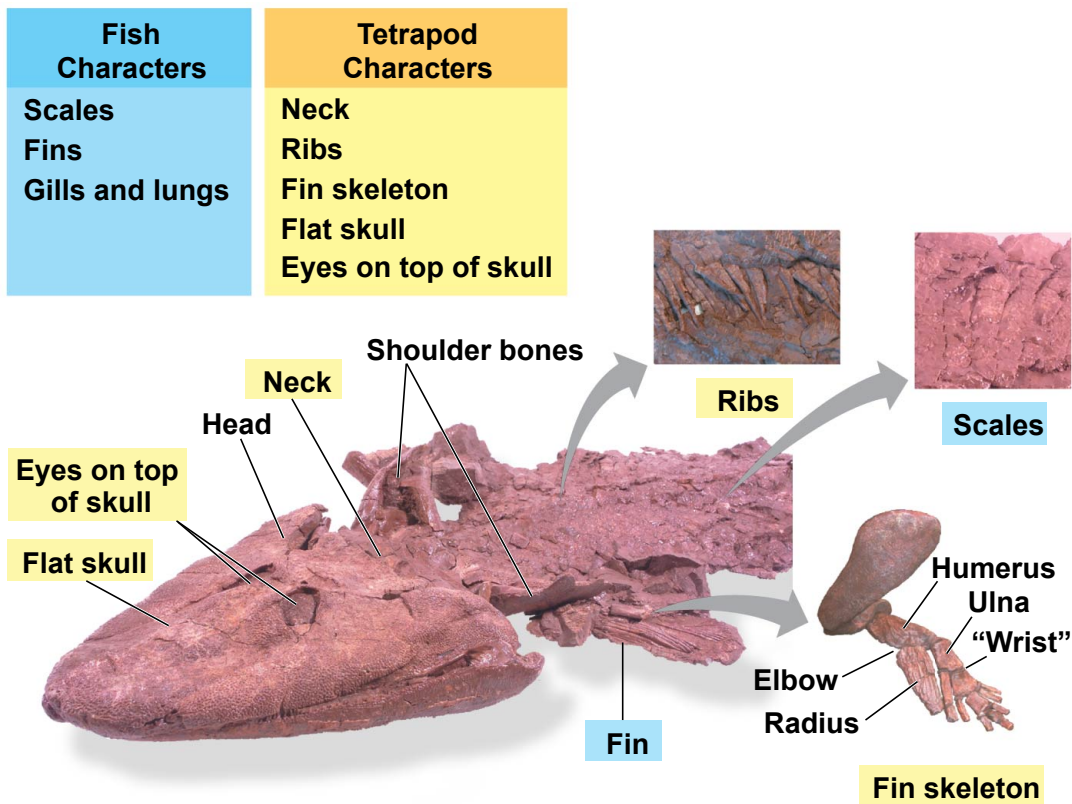 Fish
Characters
Scales
Fins
Gills and lungs
Tetrapod
Characters
Neck
Ribs
Fin skeleton
Flat skull
Eyes on top of skull
Shoulder bones
Neck
Ribs
Scales
Head
Eyes on top
of skull
Flat skull
Humerus
Ulna
“Wrist”
Elbow
Radius
Fin
Fin skeleton